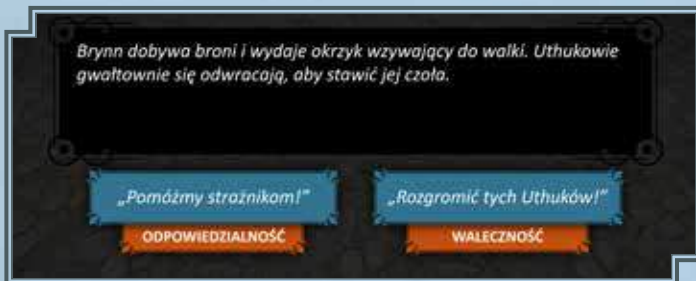 Brynn dobywa broni i wydaje okrzyk wzywający do walki. Uthukowie
gwałtownie się odwracają, aby stawić jej czoła.
„Pomóżmy strażnikom!”
„Rozgromić tych Uthuków!”
ODPOWIEDZIALNOŚĆ
WALECZNOŚĆ